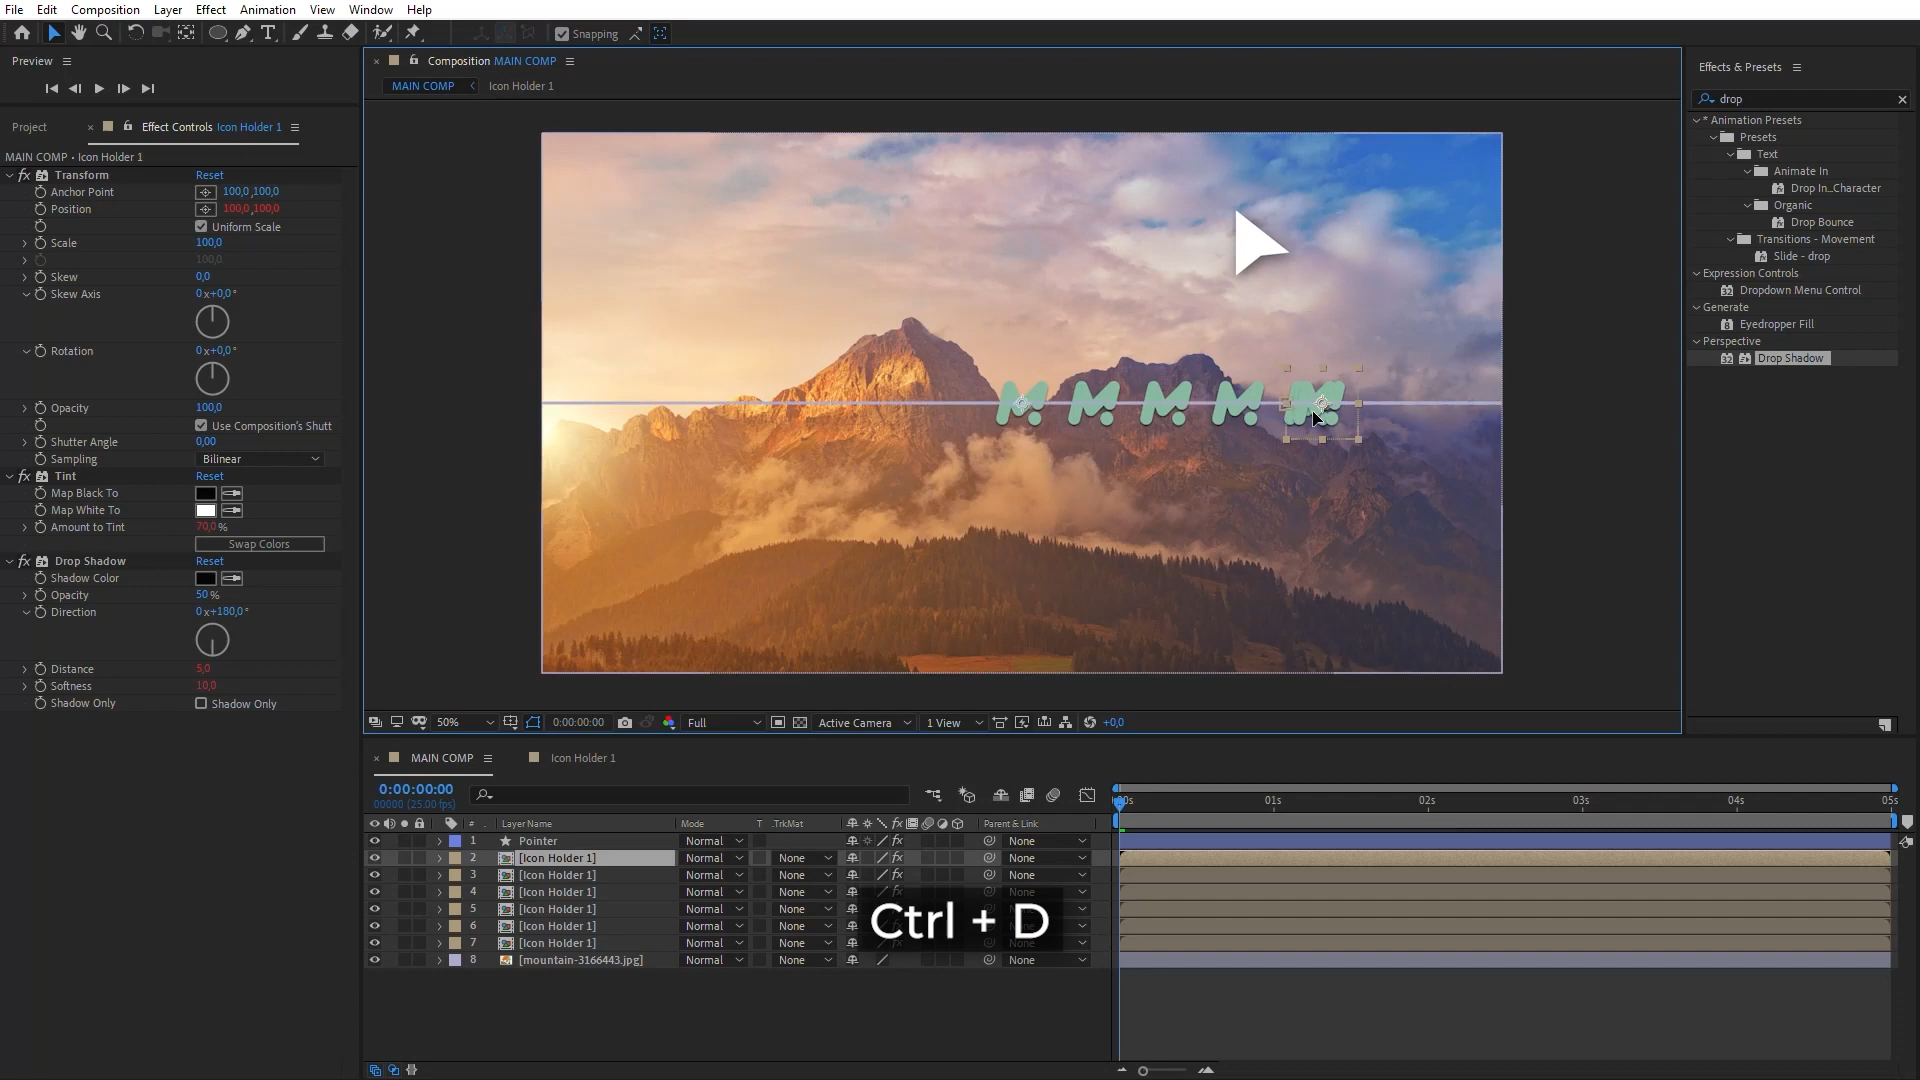 File Edit Composition Layer Effect Animation View Window Help
Snapping
Preview
Project
Effect Controls Icon Holder 1
MAIN COMP • Icon Holder 1
fx Transform Reset
Anchor Point 100,0,100,0
Position 100,0,100,0
Uniform Scale
Scale 100,0
100,0
Skew 0,0
Skew Axis 0x+0,0°
Rotation 0x+0,0°
Opacity 100,0
Use Composition's Shutt
Shutter Angle 0,00
Sampling Bilinear
fx Tint Reset
Map Black To
Map White To
Amount to Tint 70,0%
Swap Colors
fx Drop Shadow Reset
Shadow Color
Opacity 50%
Direction 0x+180,0°
Distance 5,0
Softness 10,0
Shadow Only Shadow Only
Composition MAIN COMP
MAIN COMP Icon Holder 1
M. M. M. M. M.
50% 0:00:00:00 Full Active Camera 1 View +0,0
Effects & Presets
drop
* Animation Presets
Presets
Text
Animate In
Drop In_Character
Organic
Drop Bounce
Transitions - Movement
Slide - drop
Expression Controls
Dropdown Menu Control
Generate
Eyedropper Fill
Perspective
Drop Shadow
MAIN COMP Icon Holder 1
0:00:00:00
00000 (25.00 fps)
00s 01s 02s 03s 04s 05s
# Layer Name Mode T .TrkMat fx Parent & Link
1 Pointer Normal fx None
2 [Icon Holder 1] Normal None fx None
3 [Icon Holder 1] Normal None fx None
4 [Icon Holder 1] Normal None fx None
5 [Icon Holder 1] Normal None None
6 [Icon Holder 1] Normal None None
7 [Icon Holder 1] Normal None None
8 [mountain-3166443.jpg] Normal None None
Ctrl + D